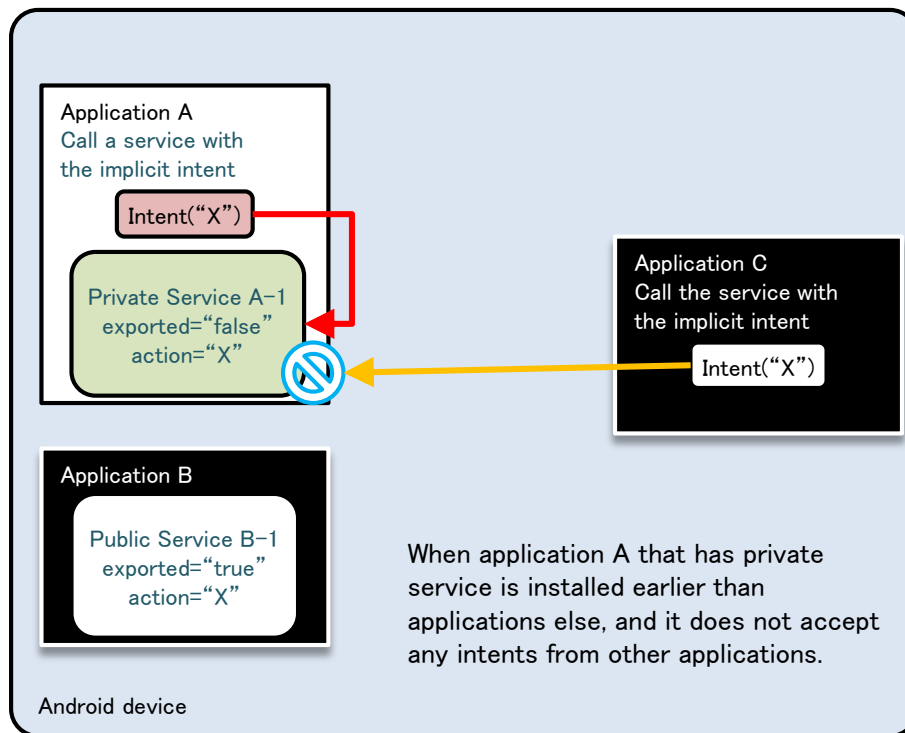 Application A
Call a service with
the implicit intent
Intent(“X”)
Private Service A-1
exported=“false”
action=“X”
Application C
Call the service with
the implicit intent
Intent(“X”)
Application B
Public Service B-1
exported=“true”
action=“X”
When application A that has private
service is installed earlier than
applications else, and it does not accept
any intents from other applications.
Android device